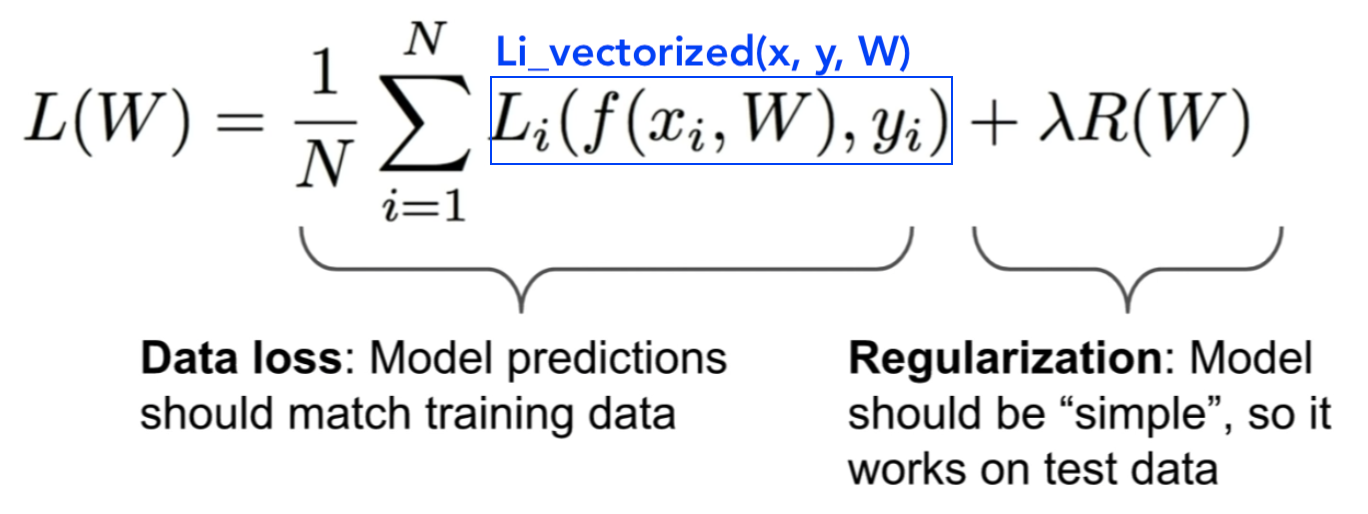 Li_vectorized(x, y, W)
L(W) = \frac{1}{N} \sum_{i=1}^{N} L_i(f(x_i, W), y_i) + λR(W)
Data loss: Model predictions
should match training data
Regularization: Model
should be “simple”, so it
works on test data